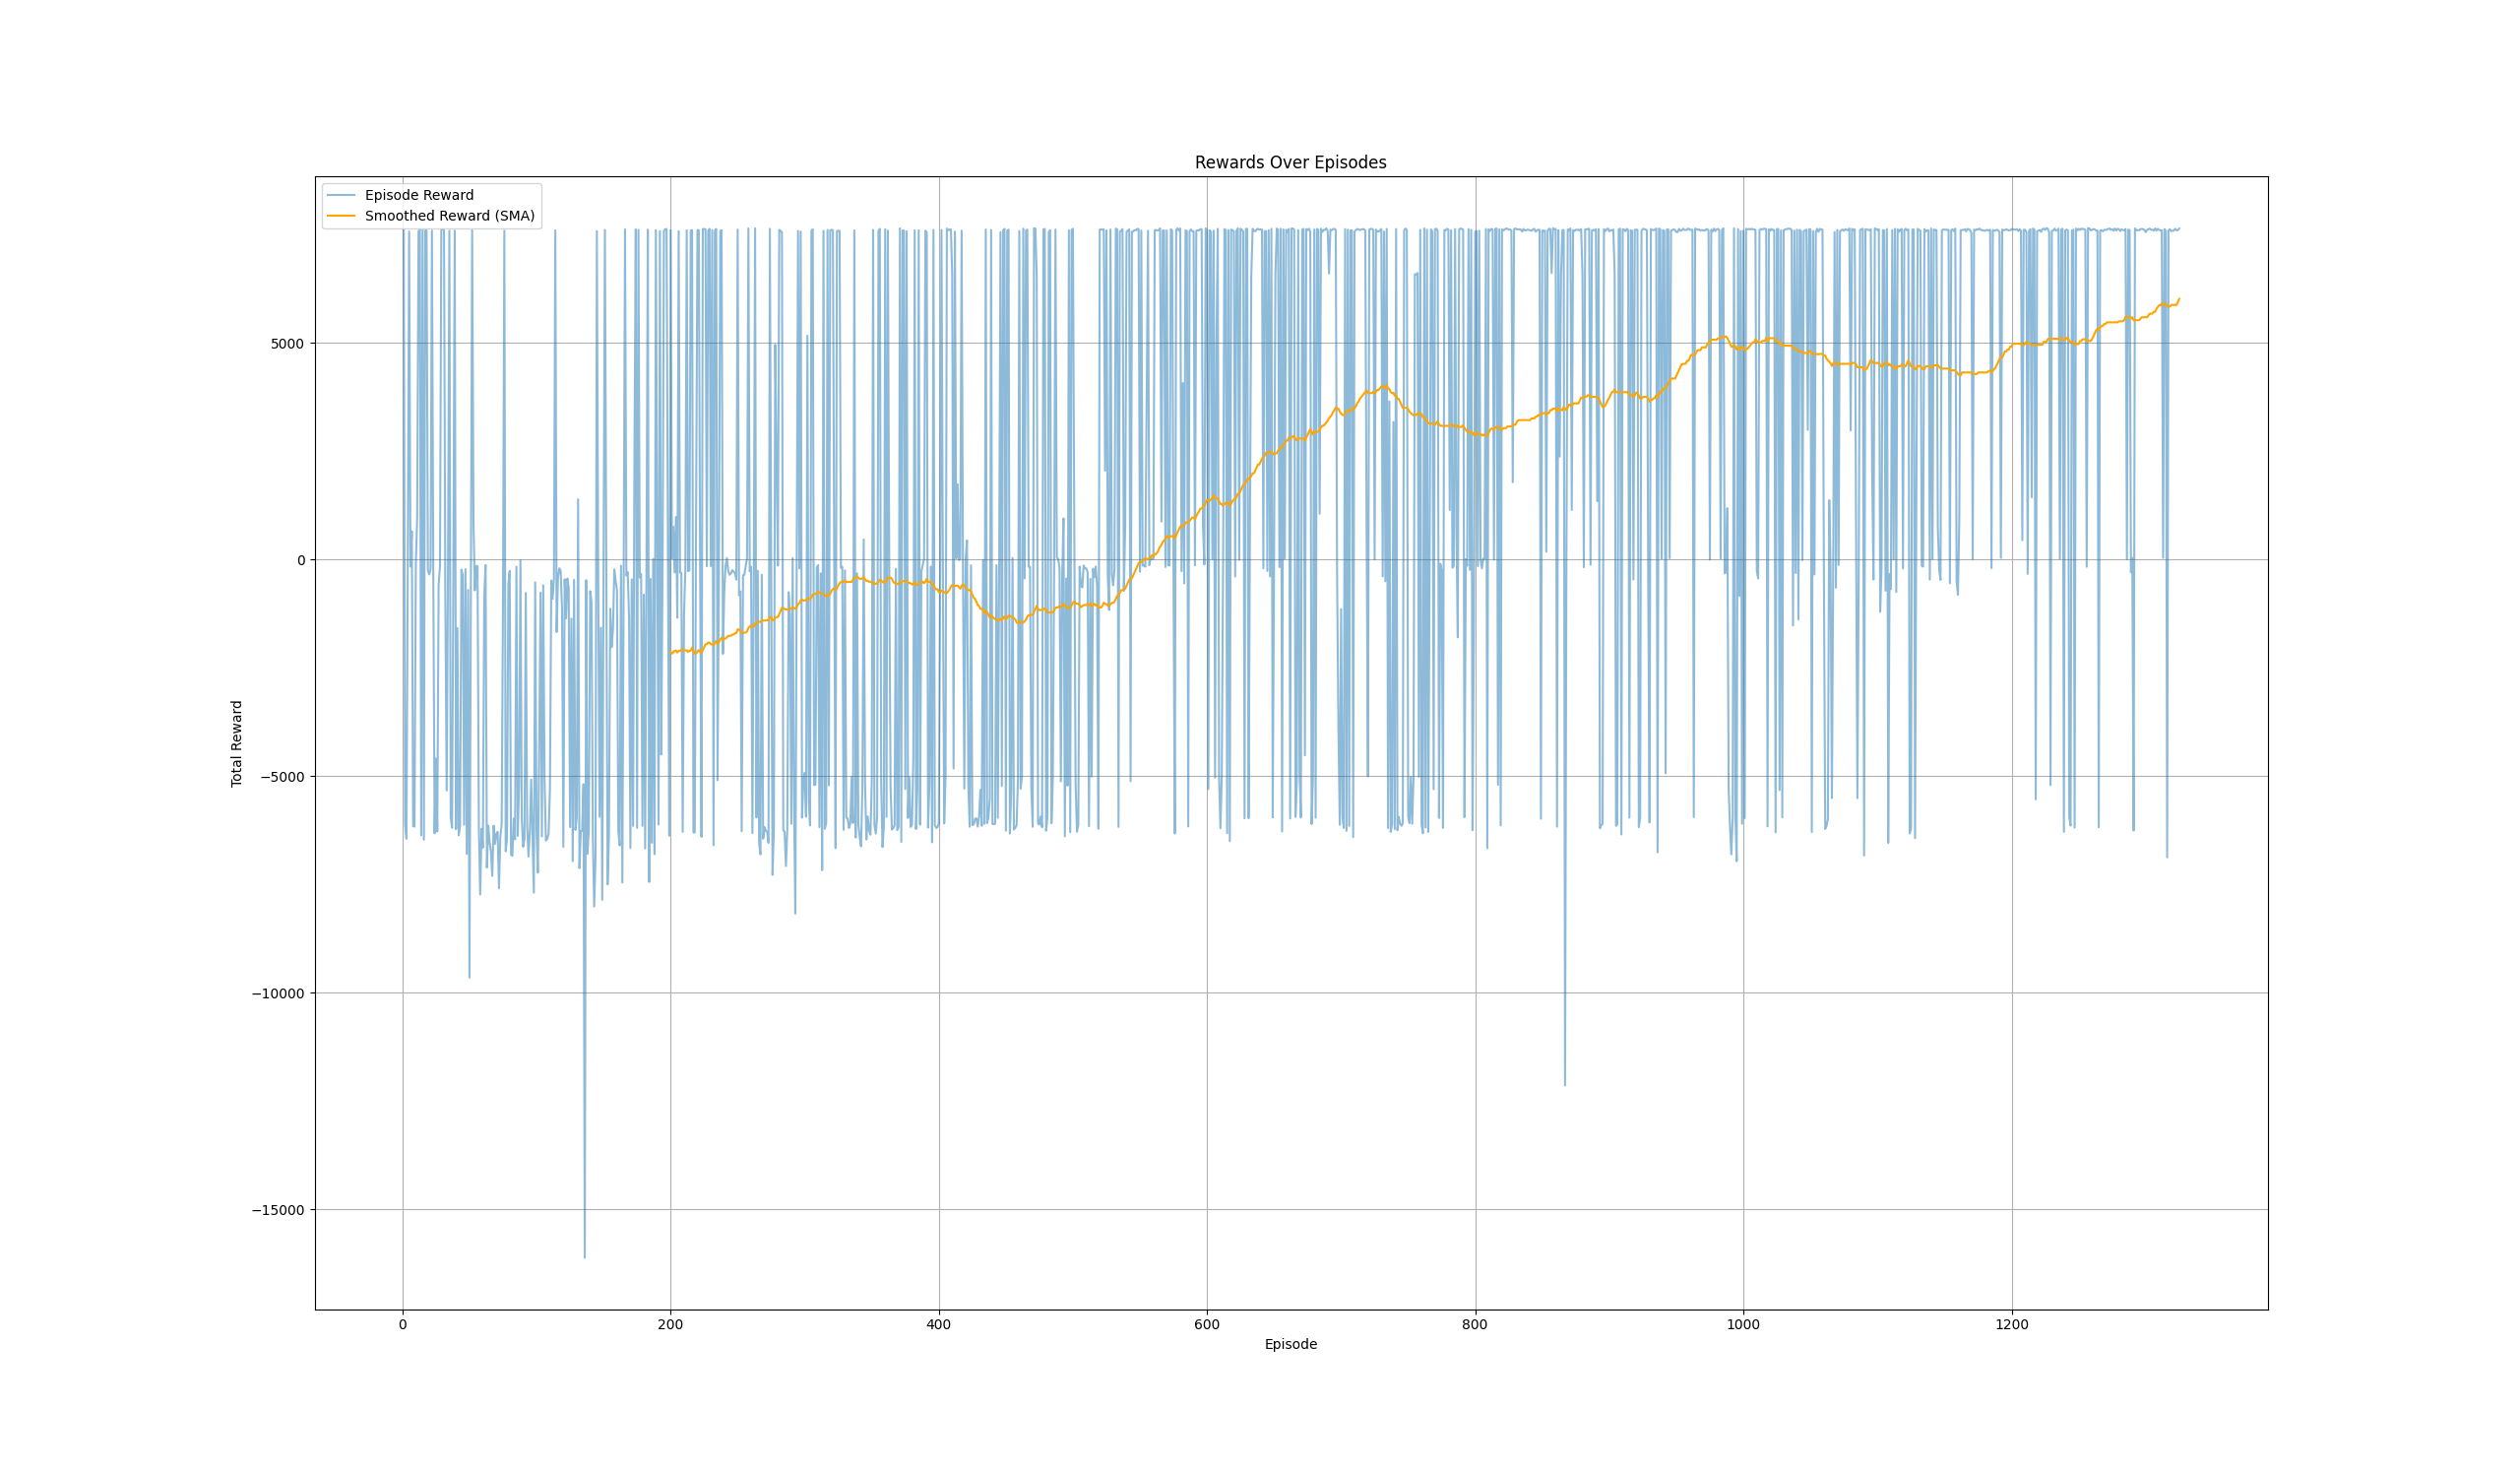 Rewards Over Episodes
Episode Reward
Smoothed Reward (SMA)
Total Reward
5000
0
−5000
−10000
−15000
0 200 400 600 800 1000 1200
Episode